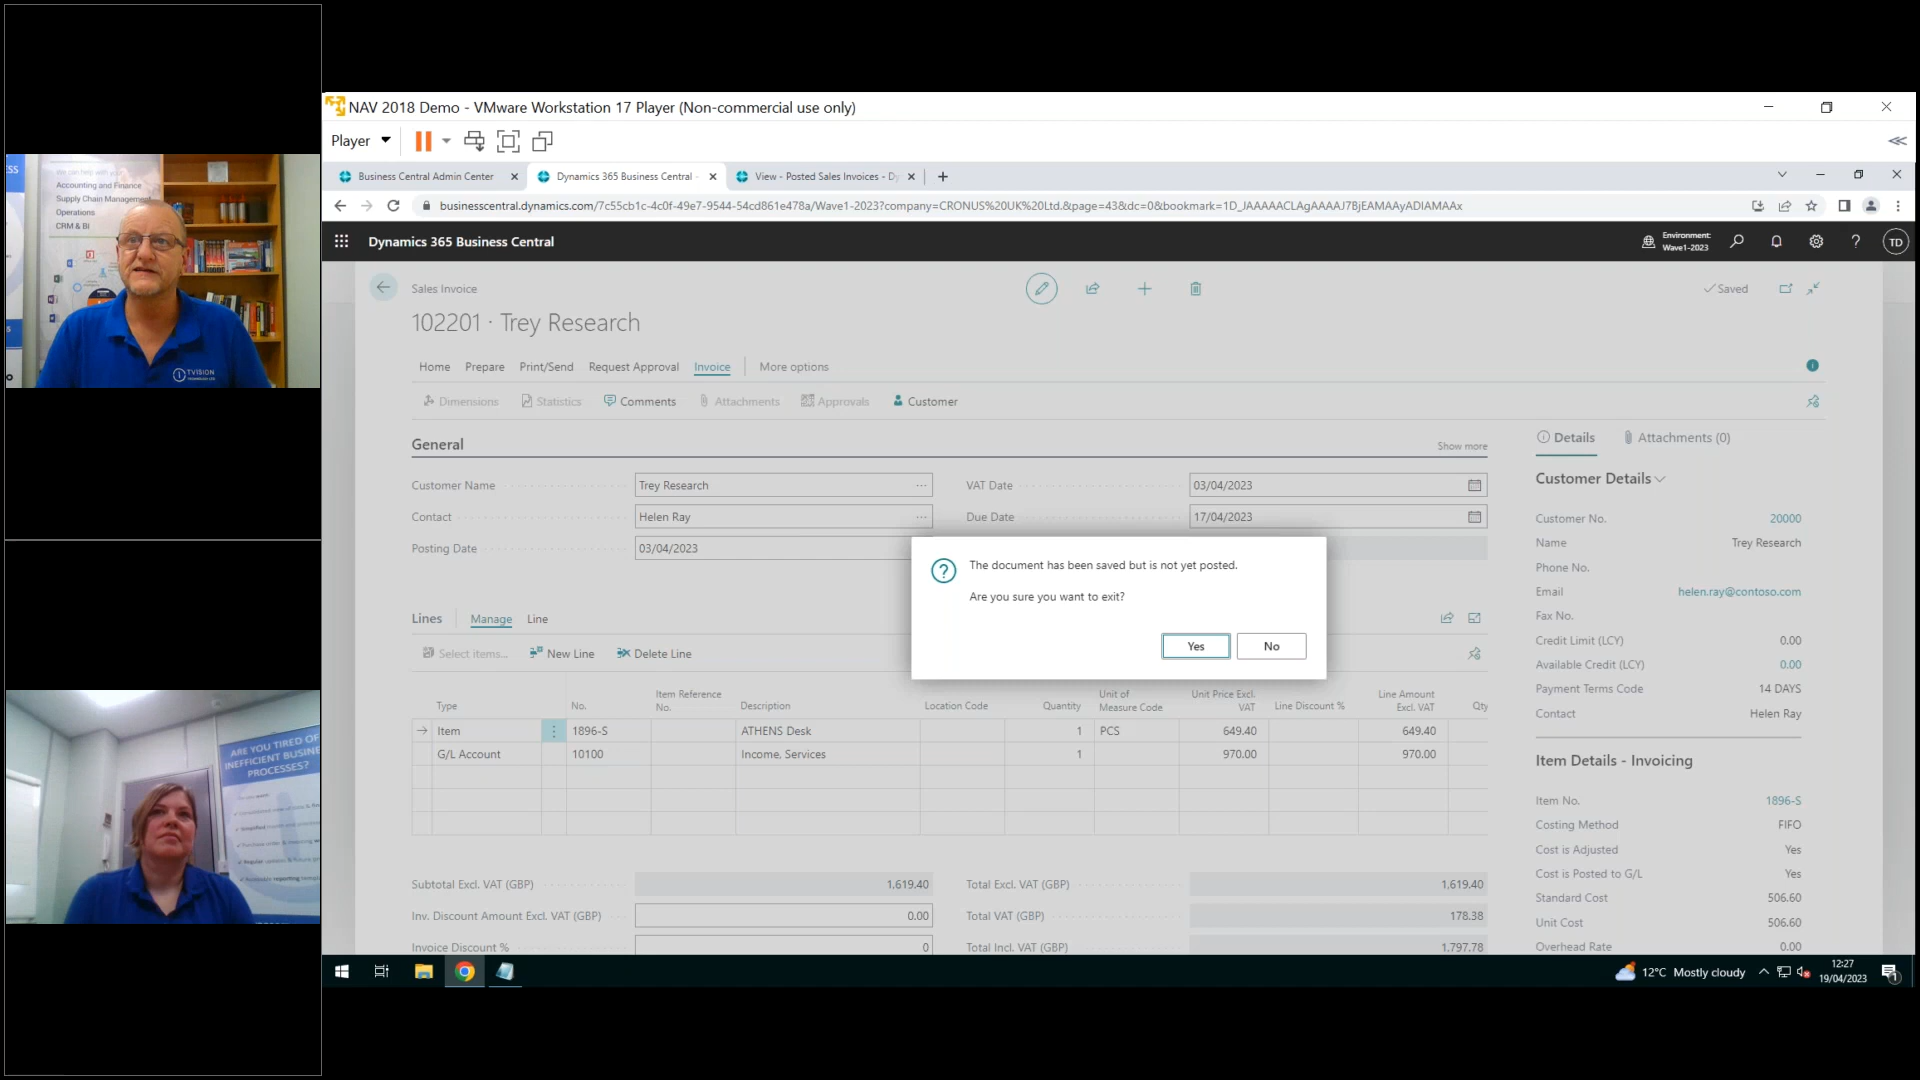 NAV 2018 Demo - VMware Workstation 17 Player (Non-commercial use only)
Player
Business Central Admin Center
Dynamics 365 Business Central -
View - Posted Sales Invoices - Dy
businesscentral.dynamics.com/7c55cb1c-4c0f-49e7-9544-54cd861e478a/Wave1-2023?company=CRONUS%20UK%20Ltd.&page=43&dc=0&bookmark=1D_JAAAAACLAgAAAAJ7BjEAMAAyADIAMAAx
Dynamics 365 Business Central
Environment:
Wave1-2023
TD
Sales Invoice
Saved
102201 · Trey Research
Home
Prepare
Print/Send
Request Approval
Invoice
More options
Dimensions
Statistics
Comments
Attachments
Approvals
Customer
General
Show more
Customer Name
Trey Research
VAT Date
03/04/2023
Contact
Helen Ray
Due Date
17/04/2023
Posting Date
03/04/2023
The document has been saved but is not yet posted.
Are you sure you want to exit?
Yes
No
Lines
Manage
Line
Select items...
New Line
Delete Line
Type
No.
Item Reference
No.
Description
Location Code
Quantity
Unit of
Measure Code
Unit Price Excl.
VAT
Line Discount %
Line Amount
Excl. VAT
Qty
Item
1896-S
ATHENS Desk
1
PCS
649.40
649.40
G/L Account
10100
Income, Services
1
970.00
970.00
Subtotal Excl. VAT (GBP)
1,619.40
Total Excl. VAT (GBP)
1,619.40
Inv. Discount Amount Excl. VAT (GBP)
0.00
Total VAT (GBP)
178.38
Invoice Discount %
0
Total Incl. VAT (GBP)
1,797.78
Details
Attachments (0)
Customer Details
Customer No.
20000
Name
Trey Research
Phone No.
Email
helen.ray@contoso.com
Fax No.
Credit Limit (LCY)
0.00
Available Credit (LCY)
0.00
Payment Terms Code
14 DAYS
Contact
Helen Ray
Item Details - Invoicing
Item No.
1896-S
Costing Method
FIFO
Cost is Adjusted
Yes
Cost is Posted to G/L
Yes
Standard Cost
506.60
Unit Cost
506.60
Overhead Rate
0.00
12°C Mostly cloudy
12:27
19/04/2023
1
We can help with your
Accounting and Finance
Supply Chain Management
Operations
CRM & BI
TVISION
ARE YOU TIRED OF
INEFFICIENT BUSINESS
PROCESSES?